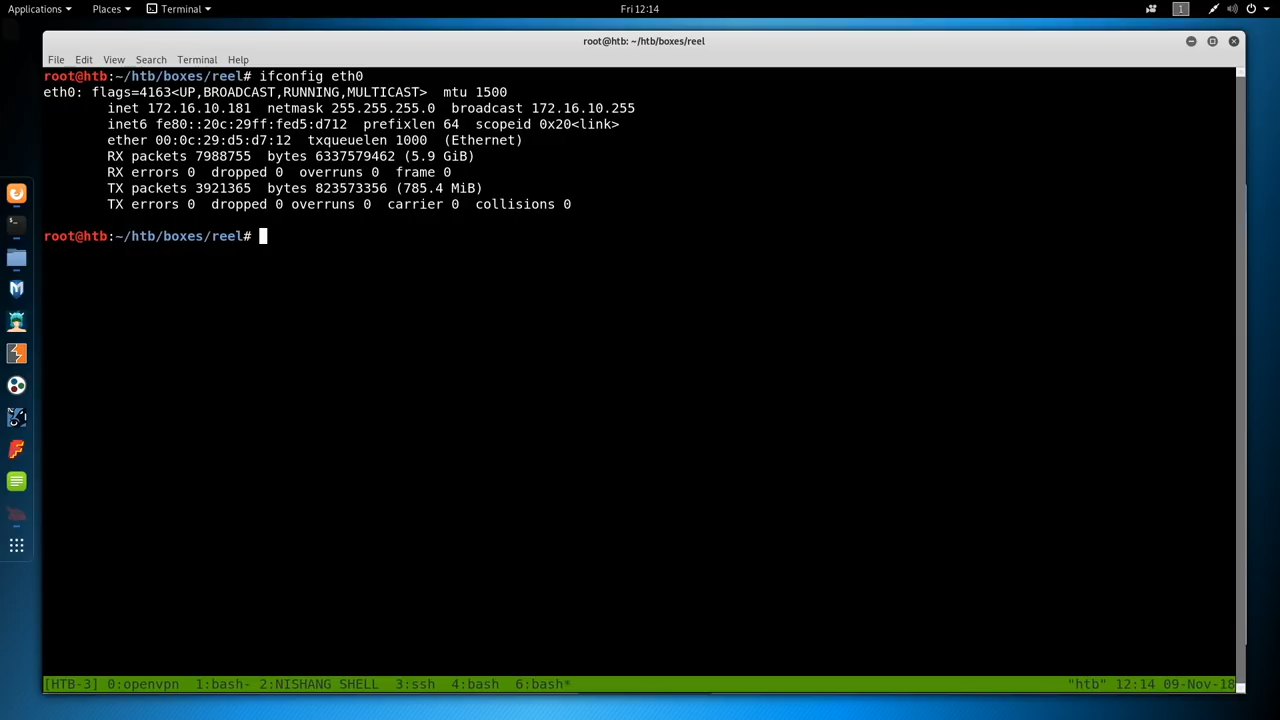 Applications Places Terminal Fri 12:14 1
root@htb: ~/htb/boxes/reel
File Edit View Search Terminal Help
root@htb:~/htb/boxes/reel# ifconfig eth0
eth0: flags=4163<UP,BROADCAST,RUNNING,MULTICAST>  mtu 1500
        inet 172.16.10.181  netmask 255.255.255.0  broadcast 172.16.10.255
        inet6 fe80::20c:29ff:fed5:d712  prefixlen 64  scopeid 0x20<link>
        ether 00:0c:29:d5:d7:12  txqueuelen 1000  (Ethernet)
        RX packets 7988755  bytes 6337579462 (5.9 GiB)
        RX errors 0  dropped 0  overruns 0  frame 0
        TX packets 3921365  bytes 823573356 (785.4 MiB)
        TX errors 0  dropped 0 overruns 0  carrier 0  collisions 0
root@htb:~/htb/boxes/reel#
[HTB-3] 0:openvpn  1:bash- 2:NISHANG SHELL  3:ssh  4:bash  6:bash* "htb" 12:14 09-Nov-18